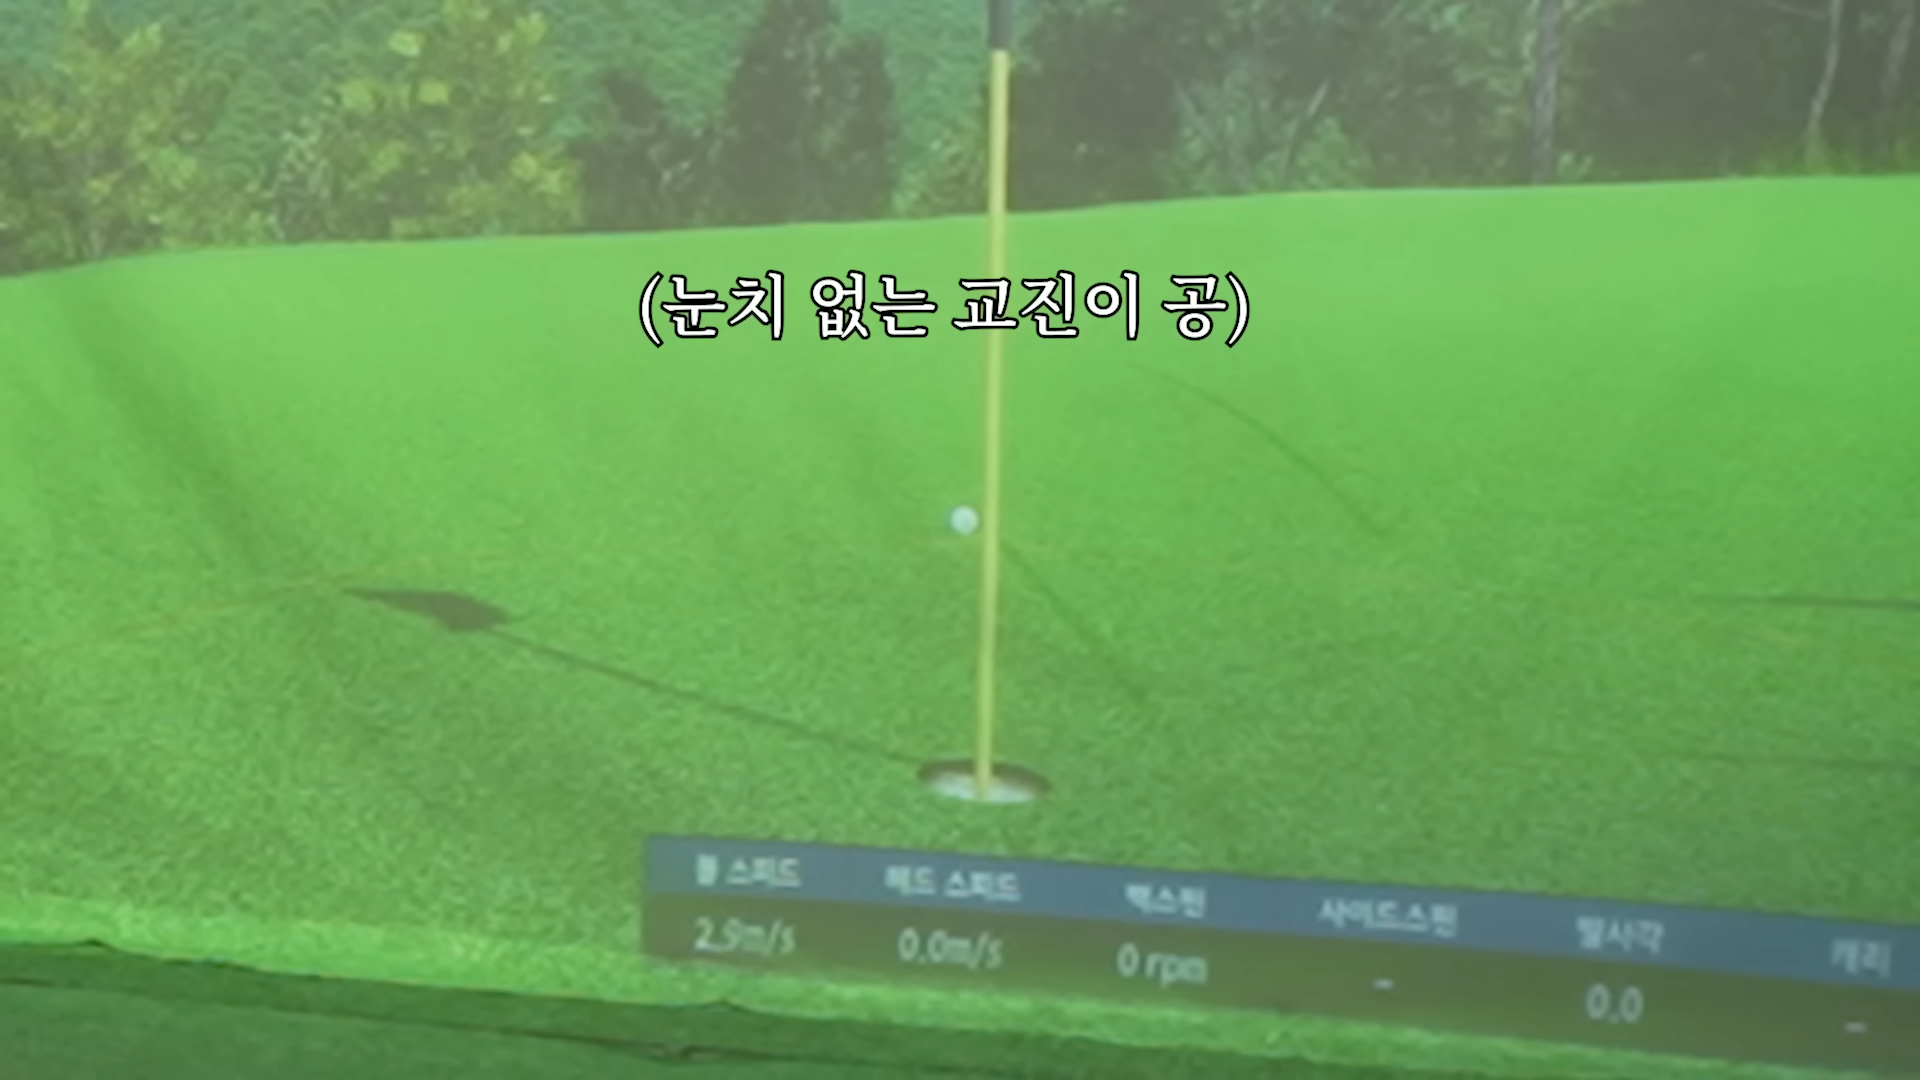 (눈치 없는 교진이 공)
볼 스피드 헤드 스피드 백스핀 사이드스핀 발사각 캐리
2.9m/s 0.0m/s 0 rpm - 0.0 -